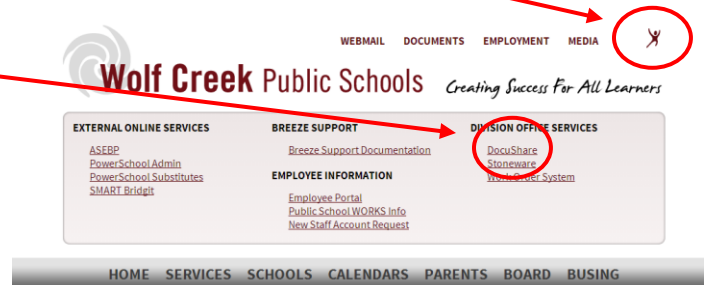 WEBMAIL DOCUMENTS EMPLOYMENT MEDIA
Wolf Creek Public Schools Creating Success For All Learners
EXTERNAL ONLINE SERVICES
ASEBP
PowerSchool Admin
PowerSchool Substitutes
SMART Bridgit
BREEZE SUPPORT
Breeze Support Documentation
EMPLOYEE INFORMATION
Employee Portal
Public School WORKS Info
New Staff Account Request
DIVISION OFFICE SERVICES
DocuShare
Stoneware
Work Order System
HOME SERVICES SCHOOLS CALENDARS PARENTS BOARD BUSING